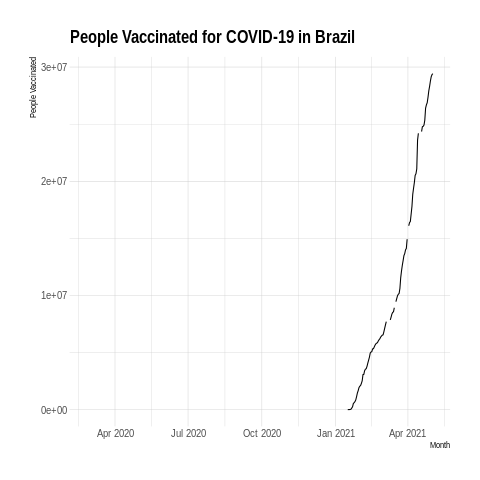 People Vaccinated for COVID-19 in Brazil
People Vaccinated
3e+07
2e+07
1e+07
0e+00
Apr 2020 Jul 2020 Oct 2020 Jan 2021 Apr 2021
Month